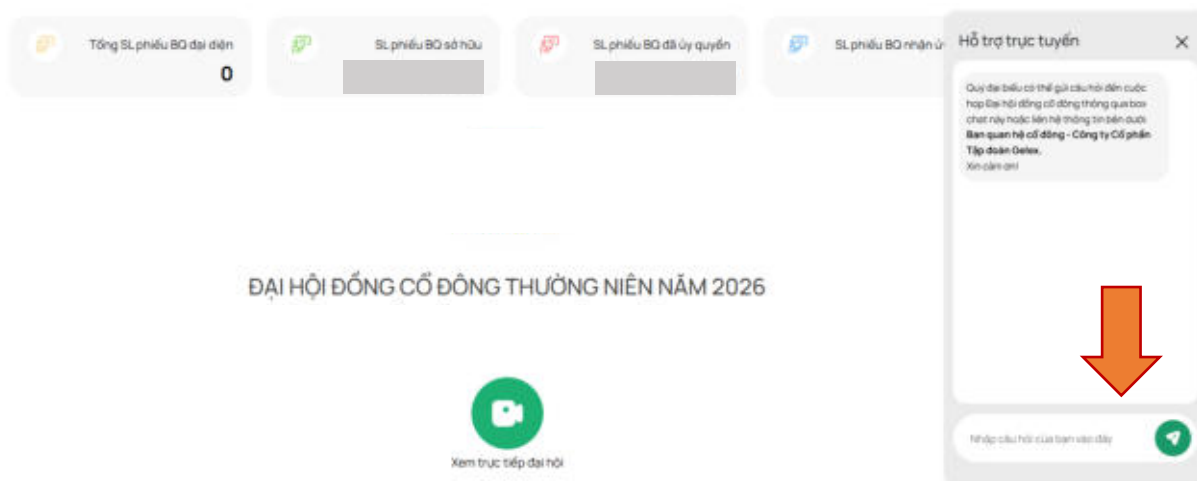 Tổng SL phiếu BQ đại diện
0
SL phiếu BQ sở hữu
SL phiếu BQ đã ủy quyền
SL phiếu BQ nhận ủ
Hỗ trợ trực tuyến
Quý đại biểu có thể gửi câu hỏi đến cuộc
họp Đại hội đồng cổ đông thông qua box
chat này hoặc liên hệ thông tin bên dưới
Ban quan hệ cổ đông - Công ty Cổ phần
Tập đoàn Gelex.
Xin cảm ơn!
ĐẠI HỘI ĐỒNG CỔ ĐÔNG THƯỜNG NIÊN NĂM 2026
Xem trực tiếp đại hội
Nhập câu hỏi của bạn vào đây